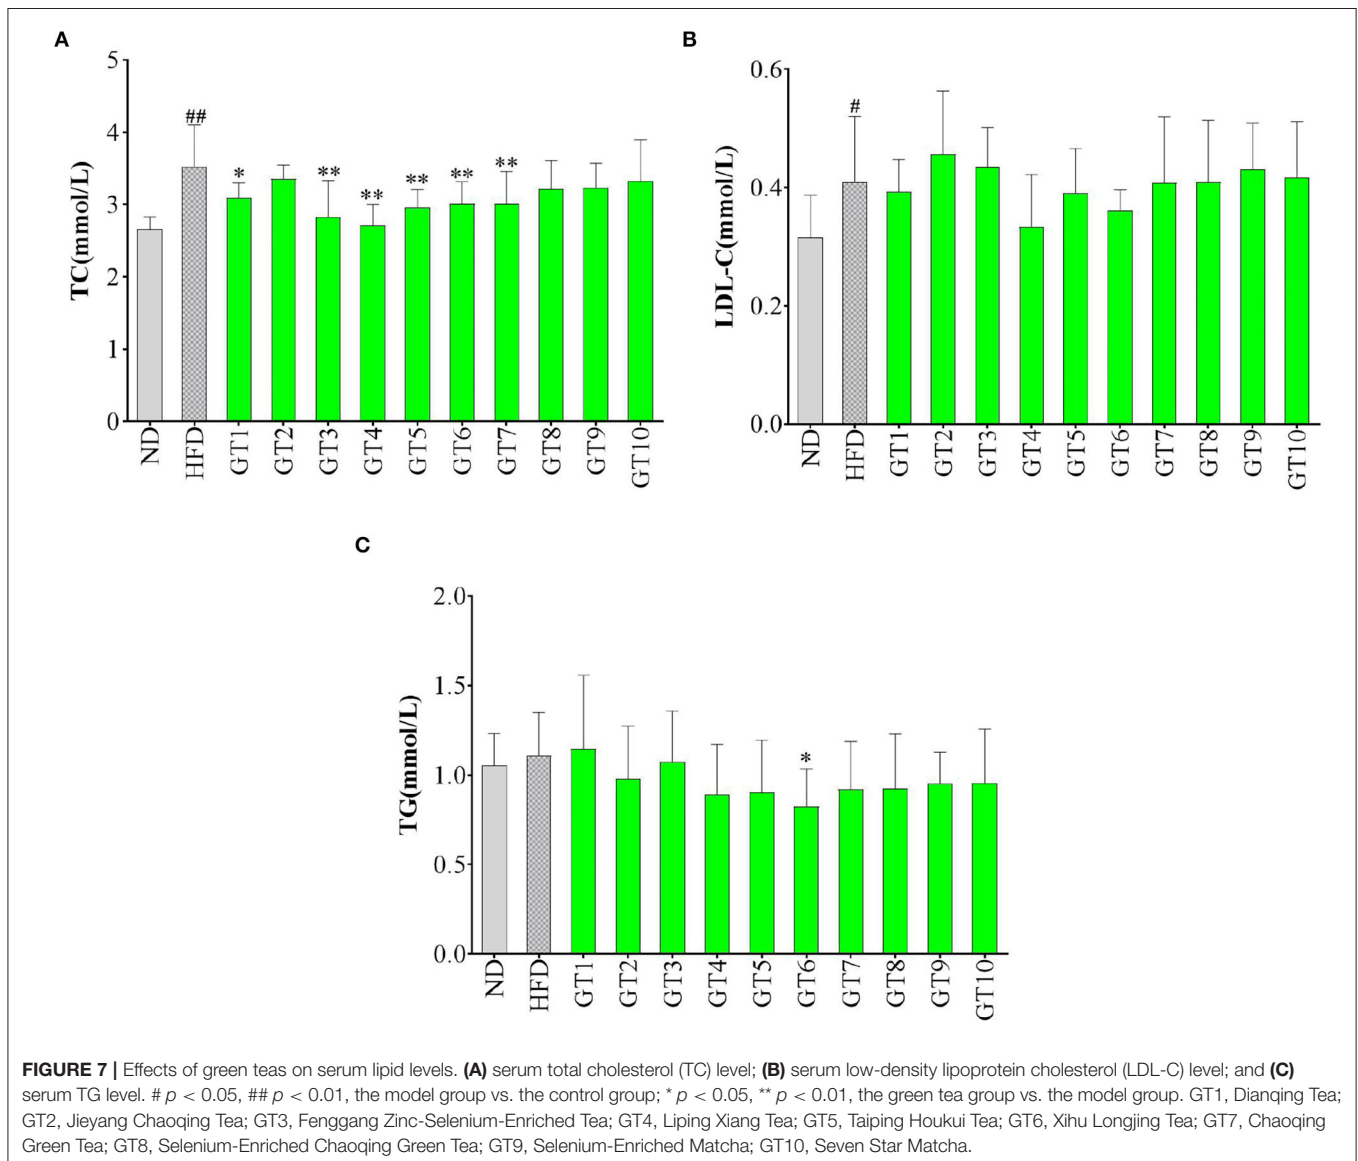 A
TC(mmol/L)
5
4
3
2
1
0
##
*
**
**
**
**
**
ND
HFD
GT1
GT2
GT3
GT4
GT5
GT6
GT7
GT8
GT9
GT10
B
LDL-C(mmol/L)
0.6
0.4
0.2
0.0
#
ND
HFD
GT1
GT2
GT3
GT4
GT5
GT6
GT7
GT8
GT9
GT10
C
TG(mmol/L)
2.0
1.5
1.0
0.5
0.0
*
ND
HFD
GT1
GT2
GT3
GT4
GT5
GT6
GT7
GT8
GT9
GT10
FIGURE 7 | Effects of green teas on serum lipid levels. (A) serum total cholesterol (TC) level; (B) serum low-density lipoprotein cholesterol (LDL-C) level; and (C)
serum TG level. # p < 0.05, ## p < 0.01, the model group vs. the control group; * p < 0.05, ** p < 0.01, the green tea group vs. the model group. GT1, Dianqing Tea;
GT2, Jieyang Chaoqing Tea; GT3, Fenggang Zinc-Selenium-Enriched Tea; GT4, Liping Xiang Tea; GT5, Taiping Houkui Tea; GT6, Xihu Longjing Tea; GT7, Chaoqing
Green Tea; GT8, Selenium-Enriched Chaoqing Green Tea; GT9, Selenium-Enriched Matcha; GT10, Seven Star Matcha.